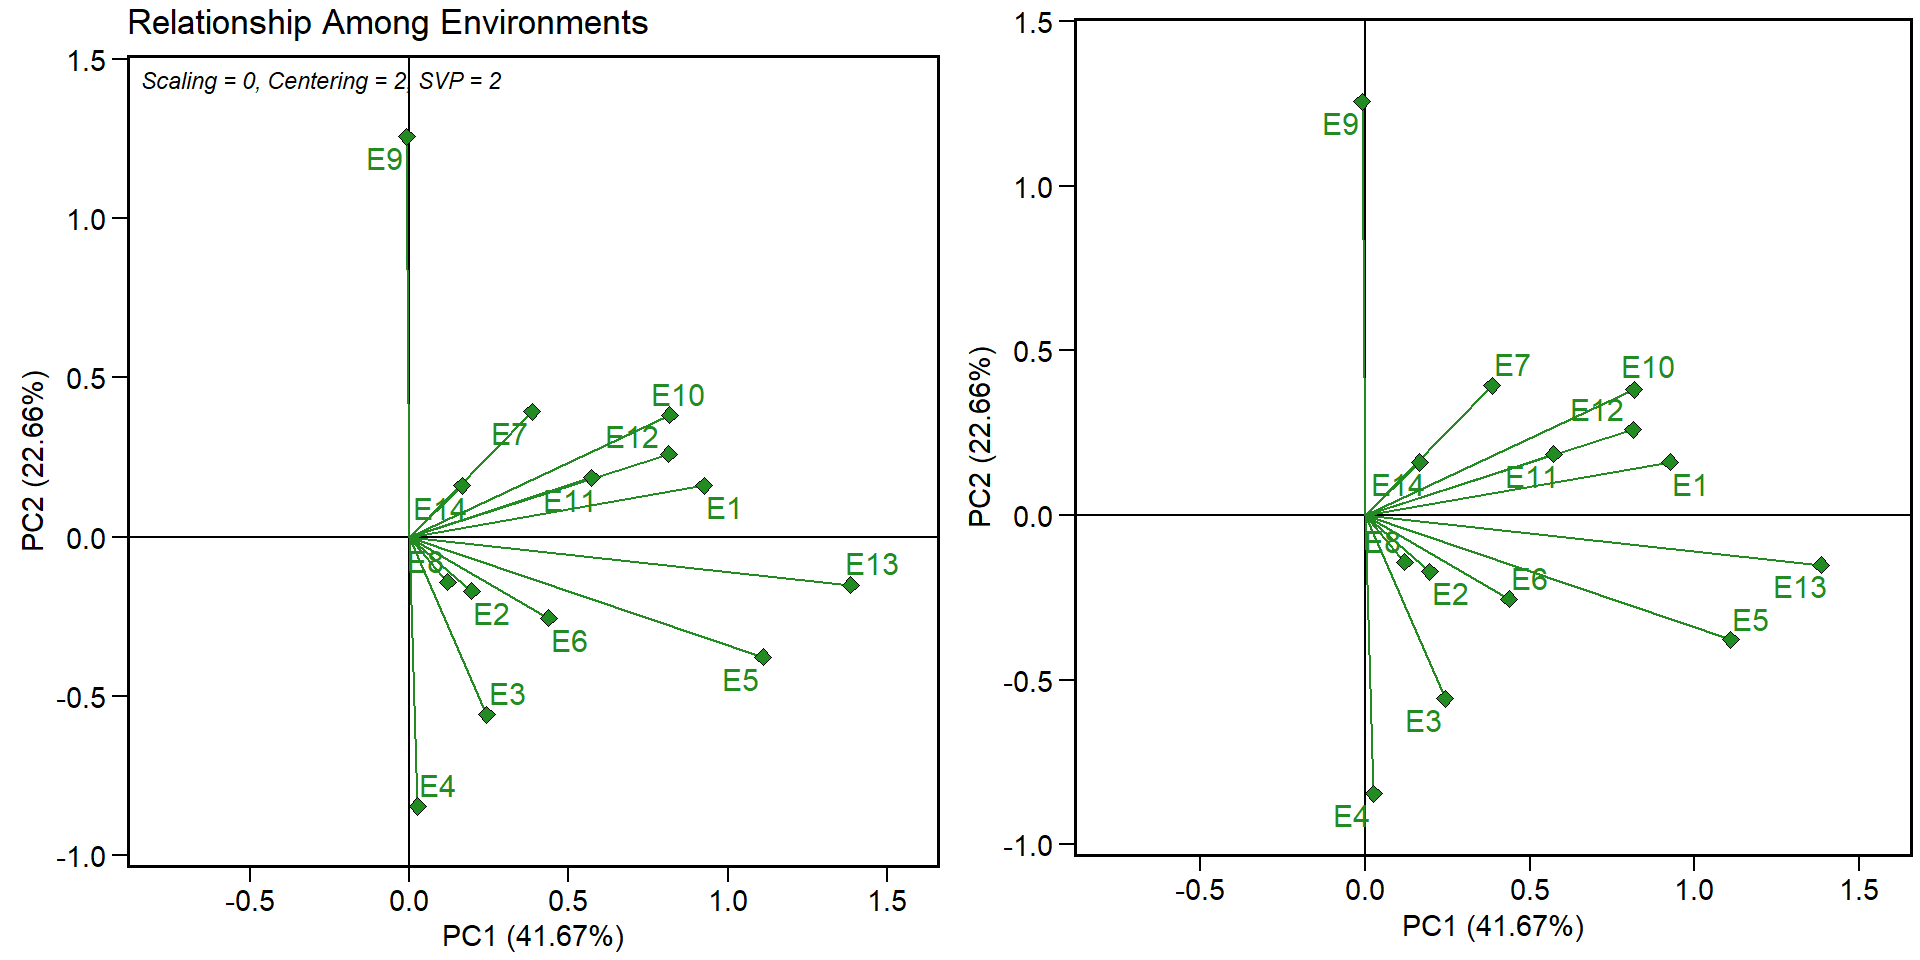 Relationship Among Environments
Scaling = 0, Centering = 2, SVP = 2
1.5
1.0
0.5
0.0
-0.5
-1.0
PC2 (22.66%)
E9
E10
E7
E12
E14
E11
E1
E8
E13
E2
E6
E5
E3
E4
-0.5
0.0
0.5
1.0
1.5
PC1 (41.67%)
1.5
1.0
0.5
0.0
-0.5
-1.0
PC2 (22.66%)
E9
E7
E10
E12
E11
E14
E1
E8
E6
E13
E2
E5
E3
E4
-0.5
0.0
0.5
1.0
1.5
PC1 (41.67%)